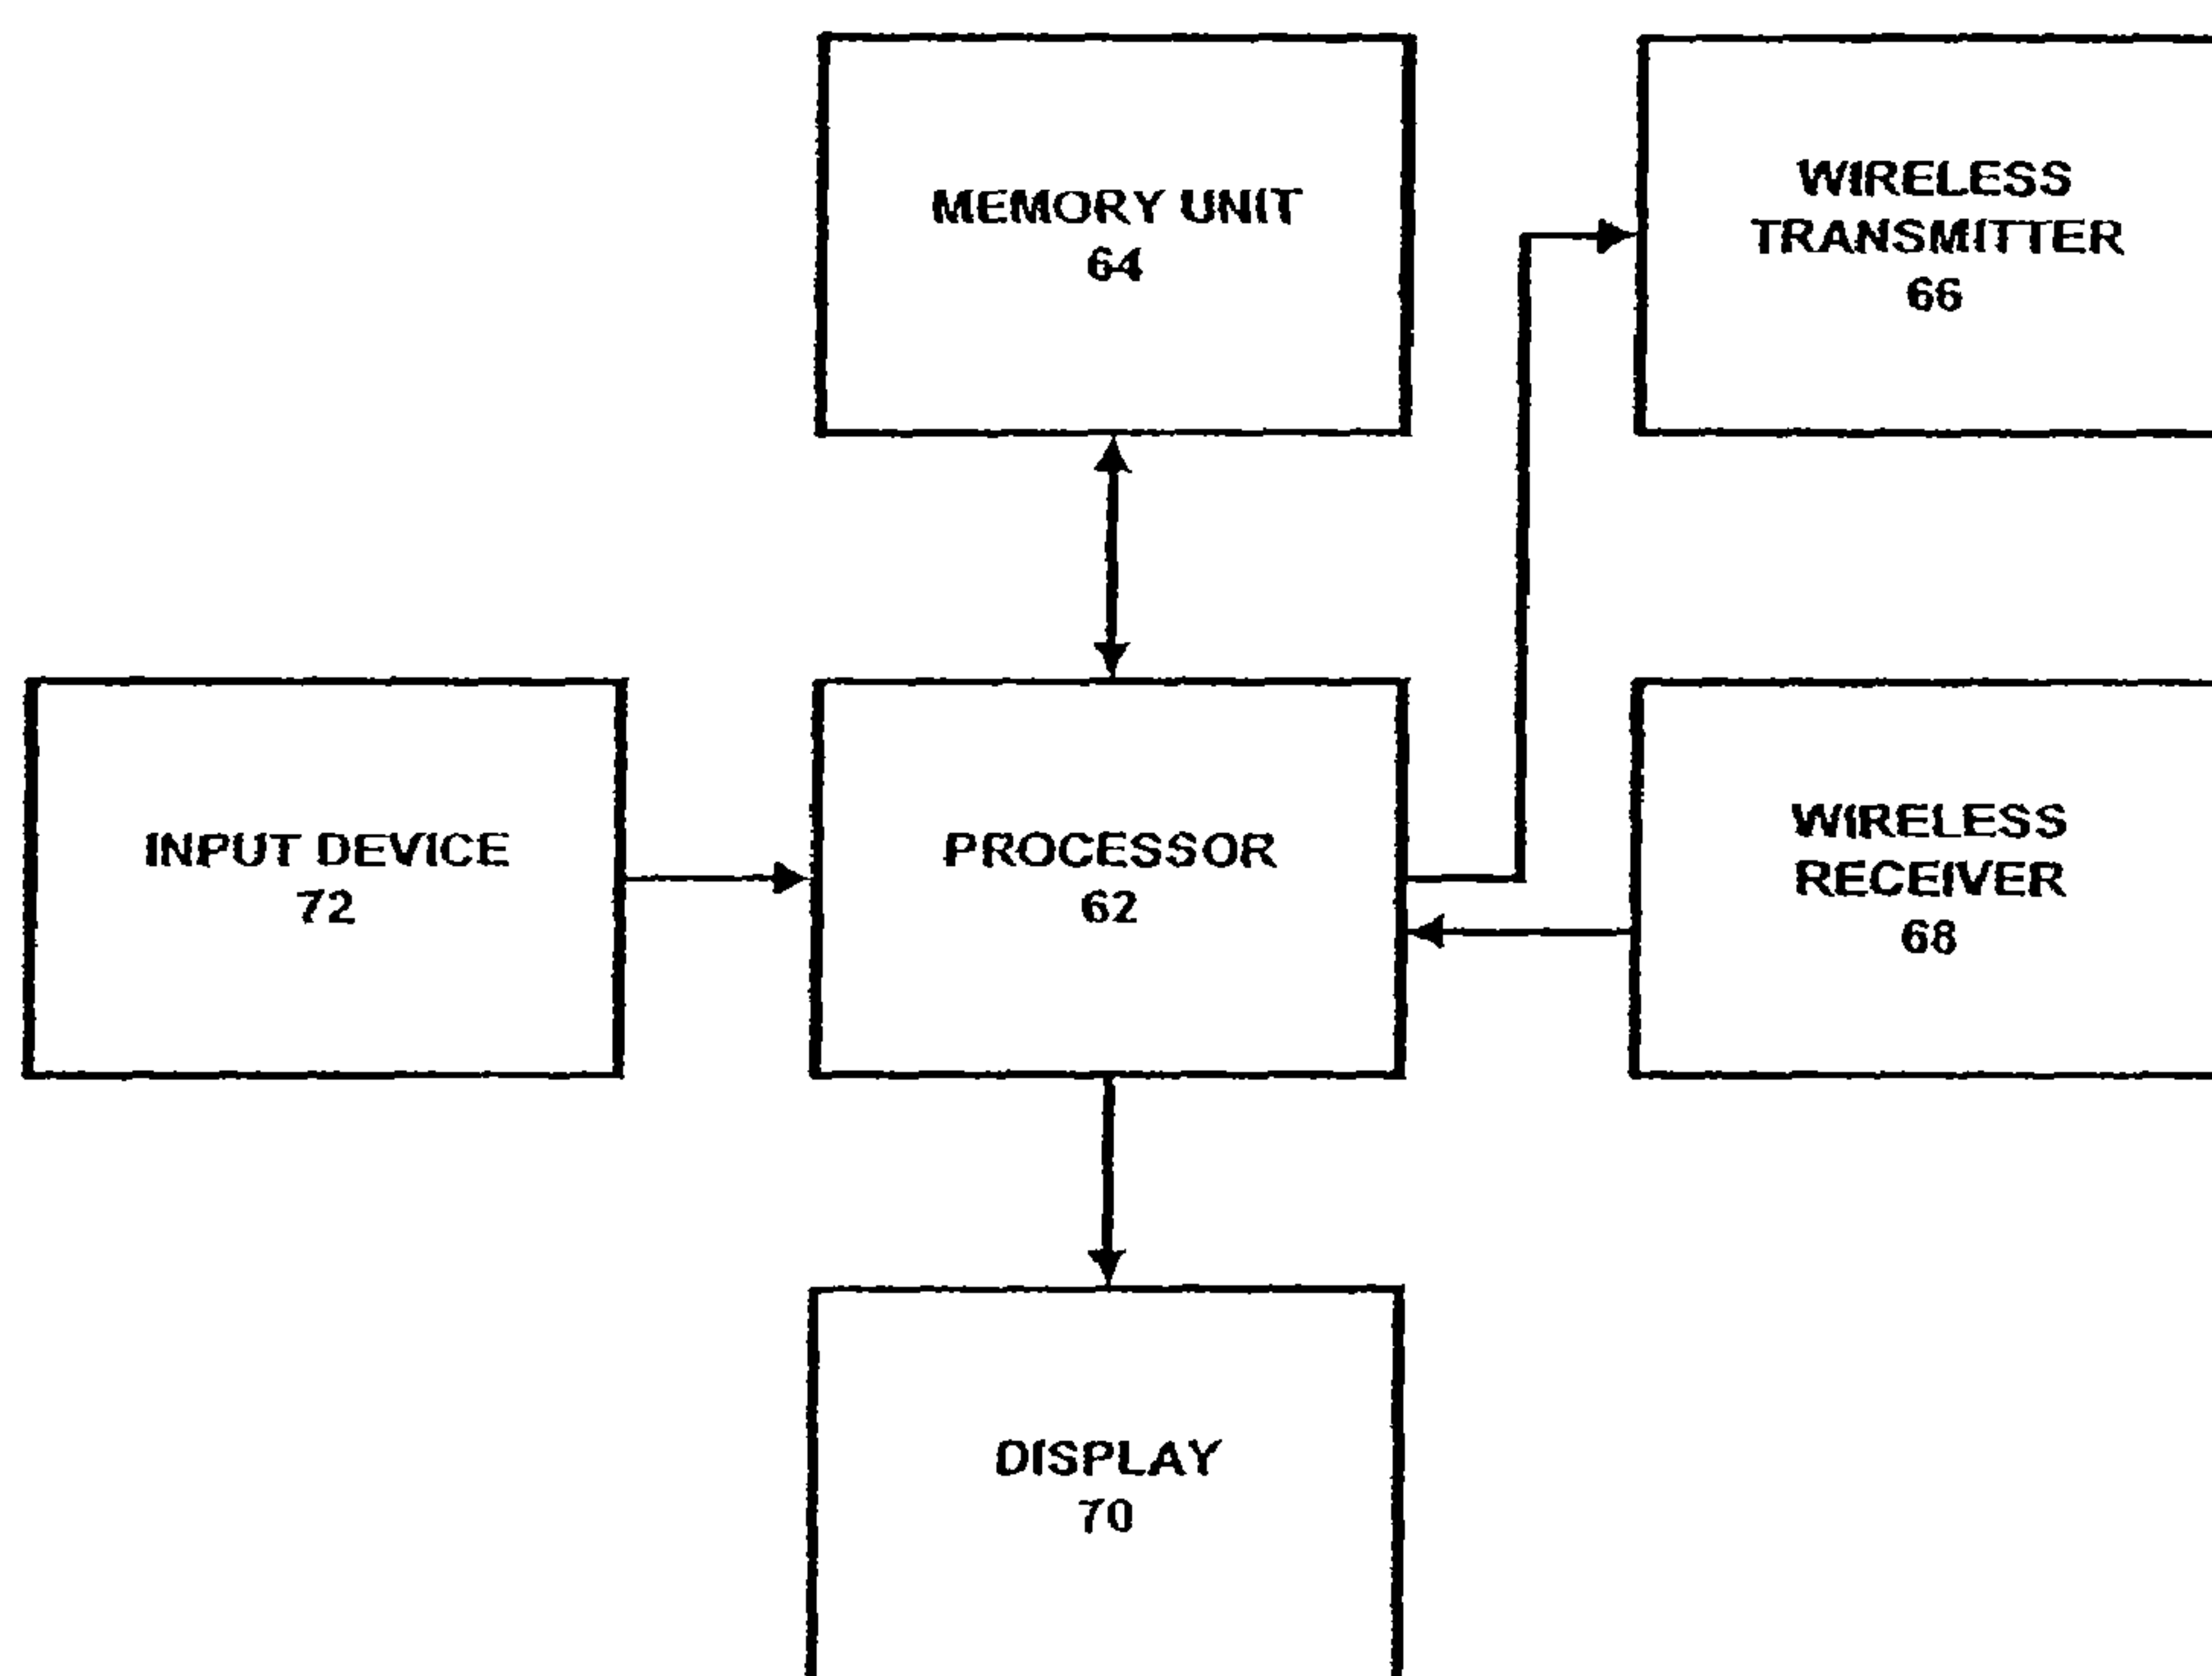 MEMORY UNIT
64
WIRELESS
TRANSMITTER
66
INPUT DEVICE
72
PROCESSOR
62
WIRELESS
RECEIVER
68
DISPLAY
70